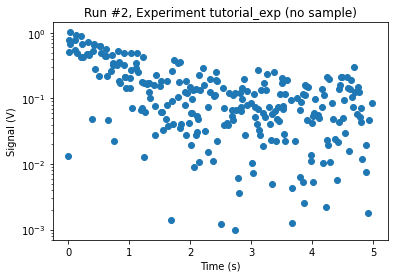 Run #2, Experiment tutorial_exp (no sample)
10⁰
10⁻¹
10⁻²
10⁻³
Signal (V)
0 1 2 3 4 5
Time (s)